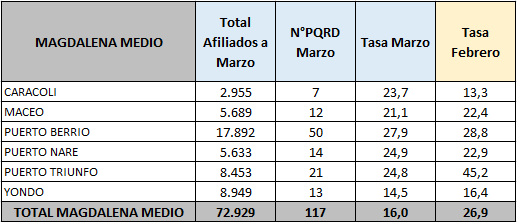 MAGDALENA MEDIO Total Afiliados a Marzo N°PQRD Marzo Tasa Marzo Tasa Febrero
CARACOLI 2.955 7 23,7 13,3
MACEO 5.689 12 21,1 22,4
PUERTO BERRIO 17.892 50 27,9 28,8
PUERTO NARE 5.633 14 24,9 22,9
PUERTO TRIUNFO 8.453 21 24,8 45,2
YONDO 8.949 13 14,5 16,4
TOTAL MAGDALENA MEDIO 72.929 117 16,0 26,9